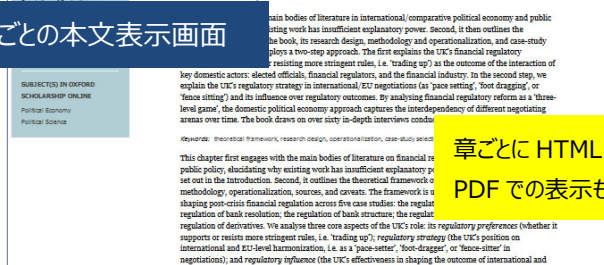 ごとの本文表示画面
main bodies of literature in international/comparative political economy and public
isting work has insufficient explanatory power. Second, it then outlines the
he book, its research design, methodology and operationalization, and case-study
ploys a two-step approach. The first explains the UK's financial regulatory
r resisting more stringent rules, i.e. 'trading up') as the outcome of the interaction of
key domestic actors: elected officials, financial regulators, and the financial industry. In the second step, we
explain the UK's regulatory strategy in international/EU negotiations (as 'pace setting', 'foot dragging', or
'fence sitting') and its influence over regulatory outcomes. By analysing financial regulatory reform as a 'three-
level game', the domestic political economy approach captures the interdependency of different negotiating
arenas over time. The book draws on over sixty in-depth interviews conduc
SUBJECT(S) IN OXFORD
SCHOLARSHIP ONLINE
Political Economy
Political Science
Keywords: theoretical framework, research design, operationalization, case-study select
章ごとに HTML
PDF での表示も
This chapter first engages with the main bodies of literature on financial re
public policy, elucidating why existing work has insufficient explanatory po
set out in the Introduction. Second, it outlines the theoretical framework o
methodology, operationalization, sources, and caveats. The framework is u
shaping post-crisis financial regulation across five case studies: the regulat
regulation of bank resolution; the regulation of bank structure; the regulat
regulation of derivatives. We analyse three core aspects of the UK's role: its regulatory preferences (whether it
supports or resists more stringent rules, i.e. 'trading up'); regulatory strategy (the UK's position on
international and EU-level harmonization, i.e. as a 'pace-setter', 'foot-dragger', or 'fence-sitter' in
negotiations); and regulatory influence (the UK's effectiveness in shaping the outcome of international and